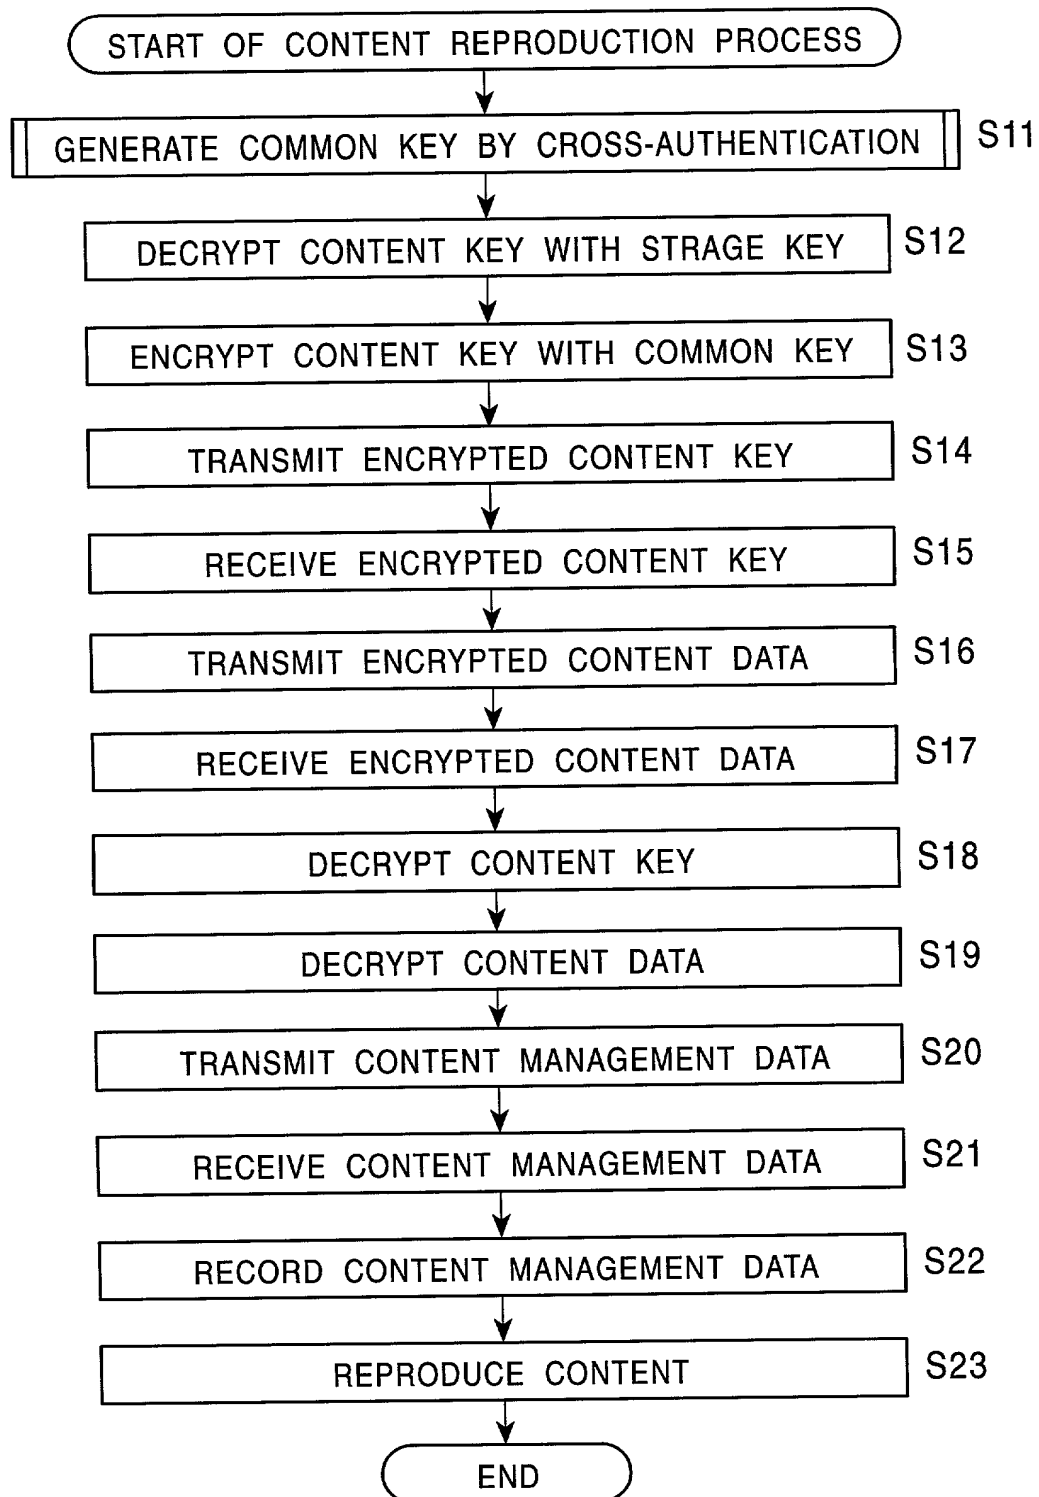 START OF CONTENT REPRODUCTION PROCESS
GENERATE COMMON KEY BY CROSS-AUTHENTICATION S11
DECRYPT CONTENT KEY WITH STRAGE KEY S12
ENCRYPT CONTENT KEY WITH COMMON KEY S13
TRANSMIT ENCRYPTED CONTENT KEY S14
RECEIVE ENCRYPTED CONTENT KEY S15
TRANSMIT ENCRYPTED CONTENT DATA S16
RECEIVE ENCRYPTED CONTENT DATA S17
DECRYPT CONTENT KEY S18
DECRYPT CONTENT DATA S19
TRANSMIT CONTENT MANAGEMENT DATA S20
RECEIVE CONTENT MANAGEMENT DATA S21
RECORD CONTENT MANAGEMENT DATA S22
REPRODUCE CONTENT S23
END